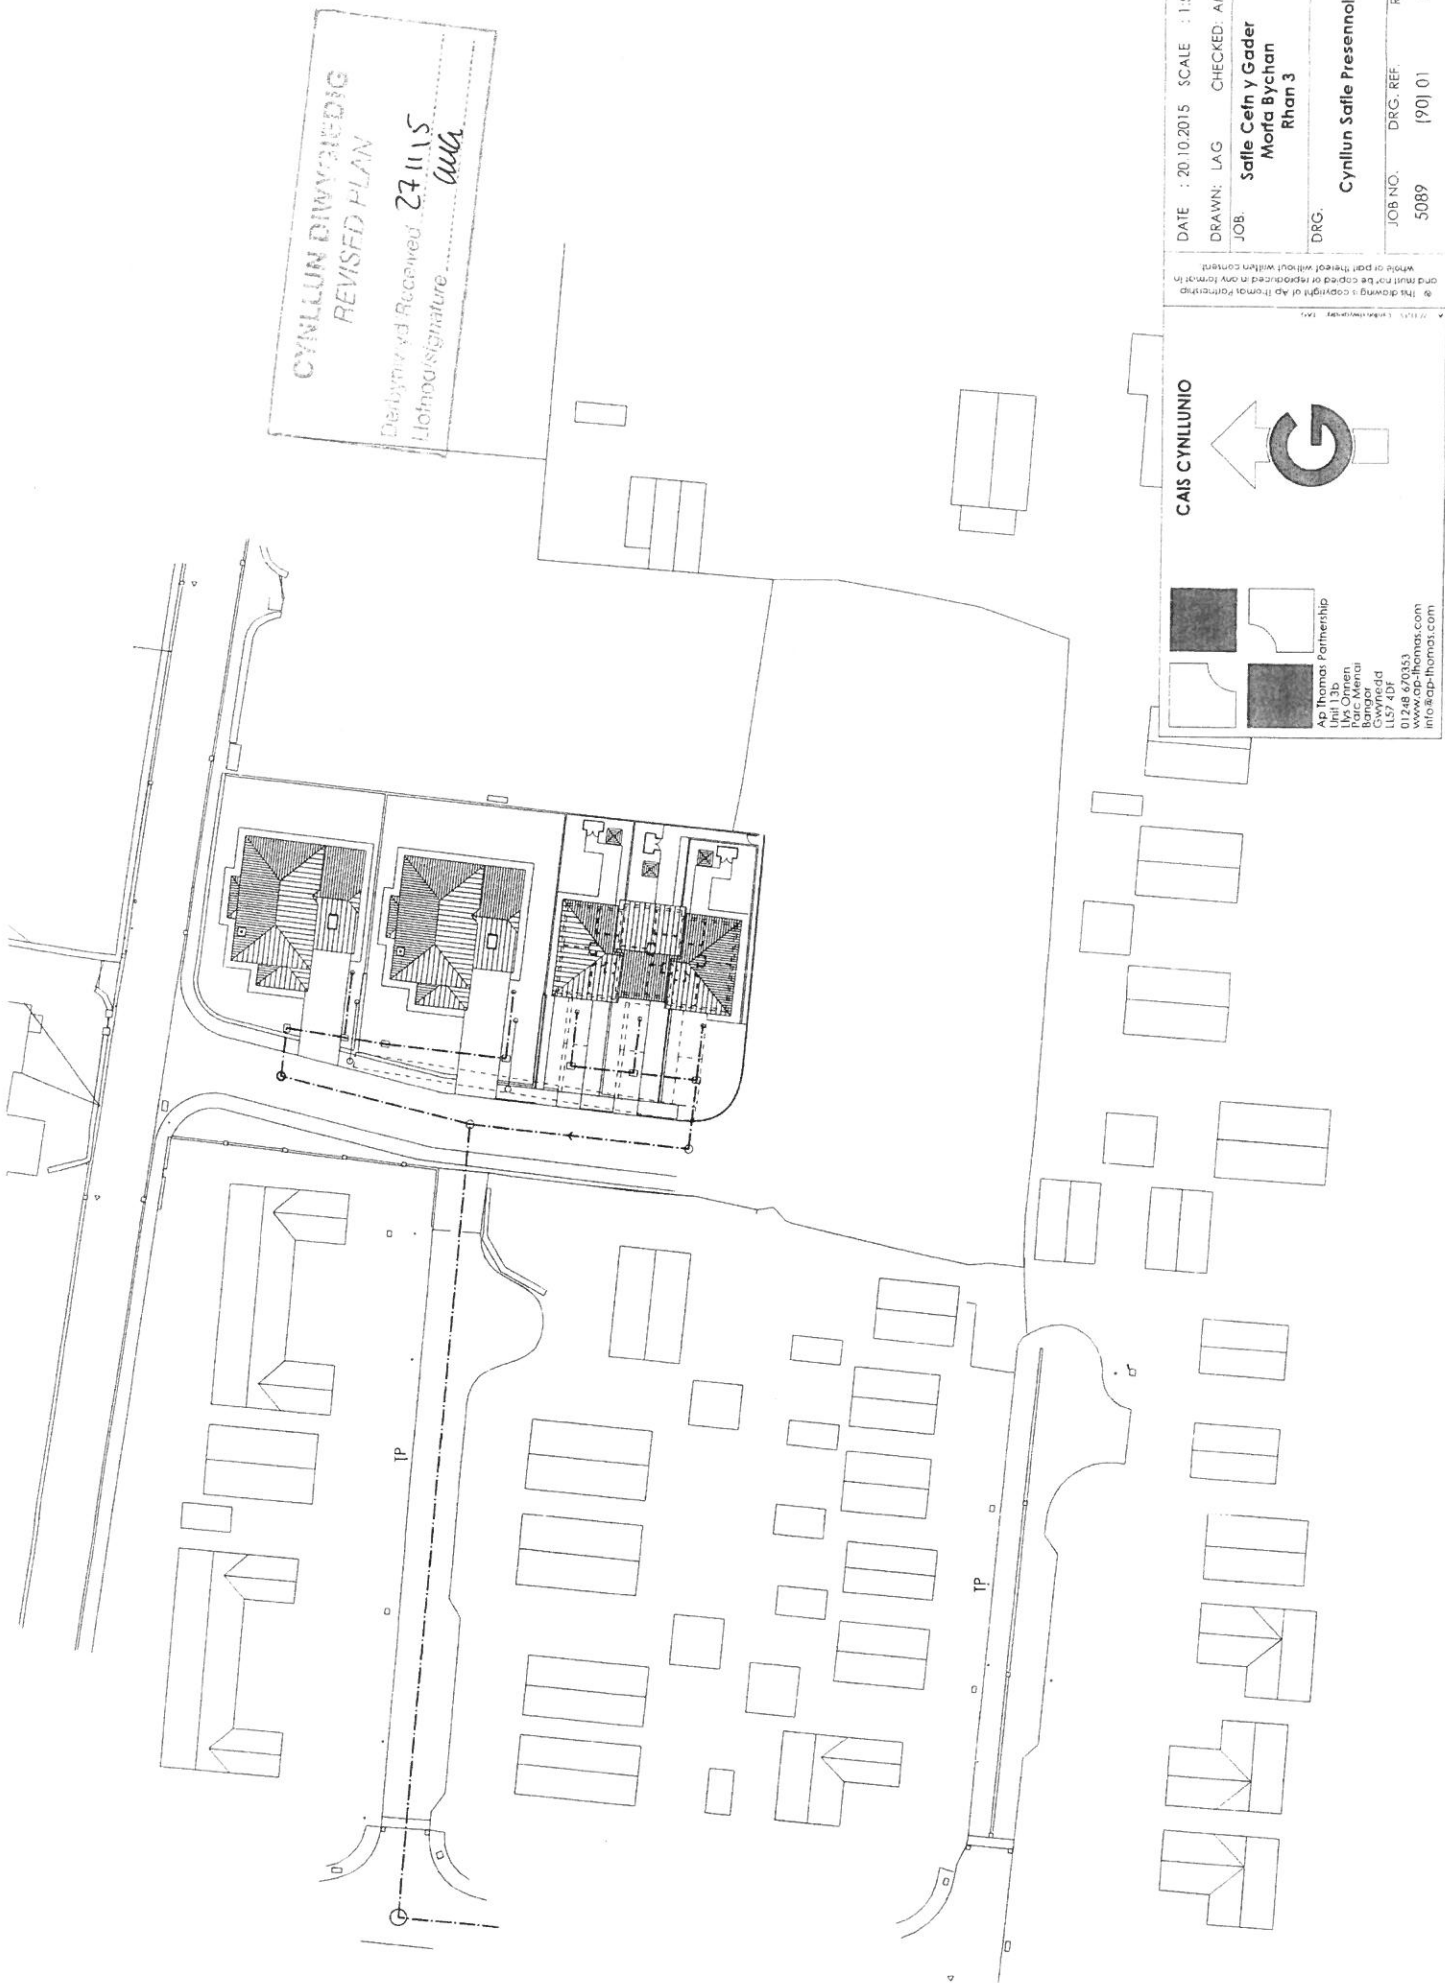 CYNLLUN DIWYGIEDIG
REVISED PLAN
Derbyniwyd/Received 27 11 15
Llofnod/signature
TP
TP
CAIS CYNLLUNIO
G
Ap Thomas Partnership
Unit 13b
Llys Onnen
Parc Menai
Bangor
Gwynedd
LL57 4DF
01248 670353
www.ap-thomas.com
info@ap-thomas.com
© this drawing is copyright of Ap Thomas Partnership
and must not be copied or reproduced in any format in
whole or part thereof without written consent
DATE : 20.10.2015 SCALE : 1:
DRAWN: LAG CHECKED:
JOB. Safle Cefn y Gader
Morfa Bychan
Rhan 3
DRG.
Cynllun Safle Presennol
JOB NO. DRG. REF.
5089 (90) 01